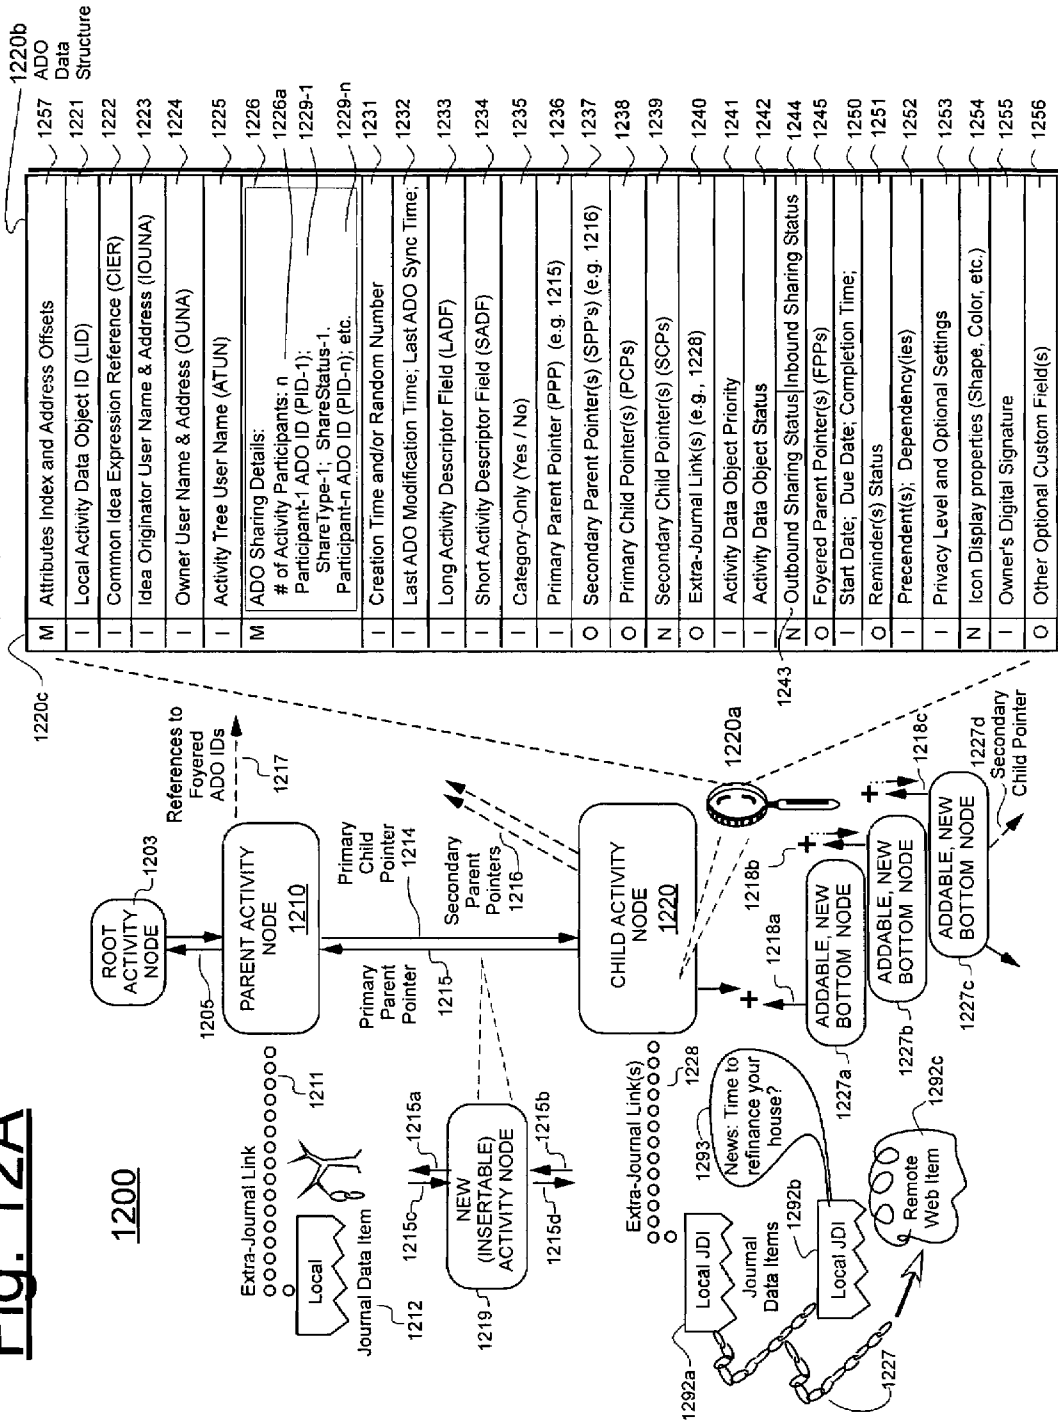 Fig. 12A
1200
ROOT
ACTIVITY
NODE
1203
1205
PARENT ACTIVITY
NODE
1210
References to
Foyered
ADO IDs
1217
Extra-Journal Link
1211
Local
Journal Data Item
1212
Primary
Child
Pointer
1214
Primary
Parent
Pointer
1215
Secondary
Parent
Pointers
1216
1215a
1215c
1215b
1215d
NEW
(INSERTABLE)
ACTIVITY NODE
1219
CHILD ACTIVITY
NODE
1220
1220a
Extra-Journal Link(s)
1228
Local JDI
1292a
Journal
Data Items
1292b
Local JDI
1293
News: Time to
refinance your
house?
Remote
Web Item
1292c
1227
1218a
ADDABLE, NEW
BOTTOM NODE
1227a
1218b
ADDABLE, NEW
BOTTOM NODE
1227b
1218c
ADDABLE, NEW
BOTTOM NODE
1227c
1227d
Secondary
Child Pointer
1220c
1220b
ADO
Data
Structure
M Attributes Index and Address Offsets 1257
I Local Activity Data Object ID (LID) 1221
I Common Idea Expression Reference (CIER) 1222
I Idea Originator User Name & Address (IOUNA) 1223
I Owner User Name & Address (OUNA) 1224
I Activity Tree User Name (ATUN) 1225
M ADO Sharing Details: 1226
# of Activity Participants: n 1226a
Participant-1 ADO ID (PID-1); 1229-1
ShareType-1; ShareStatus-1.
Participant-n ADO ID (PID-n); etc. 1229-n
I Creation Time and/or Random Number 1231
I Last ADO Modification Time; Last ADO Sync Time; 1232
I Long Activity Descriptor Field (LADF) 1233
I Short Activity Descriptor Field (SADF) 1234
I Category-Only (Yes / No) 1235
I Primary Parent Pointer (PPP) (e.g. 1215) 1236
O Secondary Parent Pointer(s) (SPP's) (e.g. 1216) 1237
O Primary Child Pointer(s) (PCPs) 1238
N Secondary Child Pointer(s) (SCPs) 1239
O Extra-Journal Link(s) (e.g., 1228) 1240
I Activity Data Object Priority 1241
I Activity Data Object Status 1242
N Outbound Sharing Status Inbound Sharing Status 1244
1243
O Foyered Parent Pointer(s) (FPPs) 1245
I Start Date; Due Date; Completion Time; 1250
O Reminder(s) Status 1251
I Precendent(s); Dependency(ies) 1252
I Privacy Level and Optional Settings 1253
N Icon Display properties (Shape, Color, etc.) 1254
I Owner's Digital Signature 1255
O Other Optional Custom Field(s) 1256